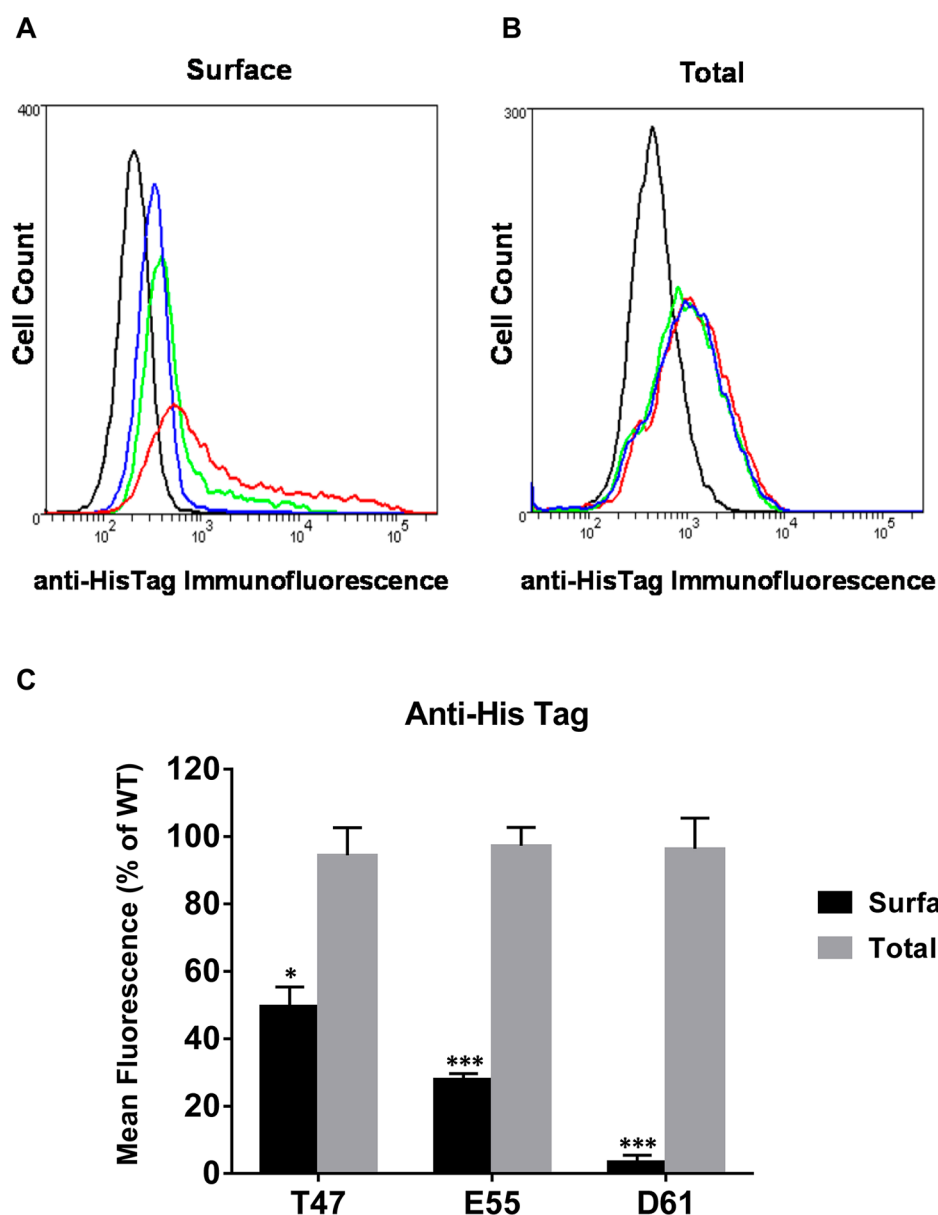 A
B
Surface
Total
400
Cell Count
0
10²
10³
10⁴
10⁵
anti-HisTag Immunofluorescence
300
Cell Count
0
10²
10³
10⁴
10⁵
anti-HisTag Immunofluorescence
C
Anti-His Tag
Mean Fluorescence (% of WT)
120
100
80
60
40
20
0
*
***
***
T47
E55
D61
Surfa
Total